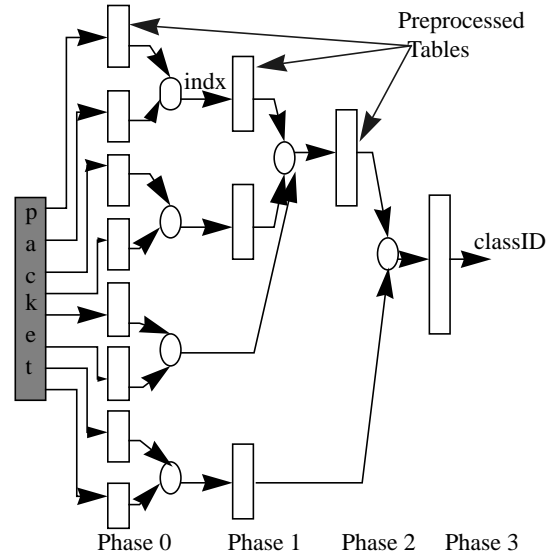 Preprocessed
Tables
indx
p
a
c
k
e
t
classID
Phase 0 Phase 1 Phase 2 Phase 3